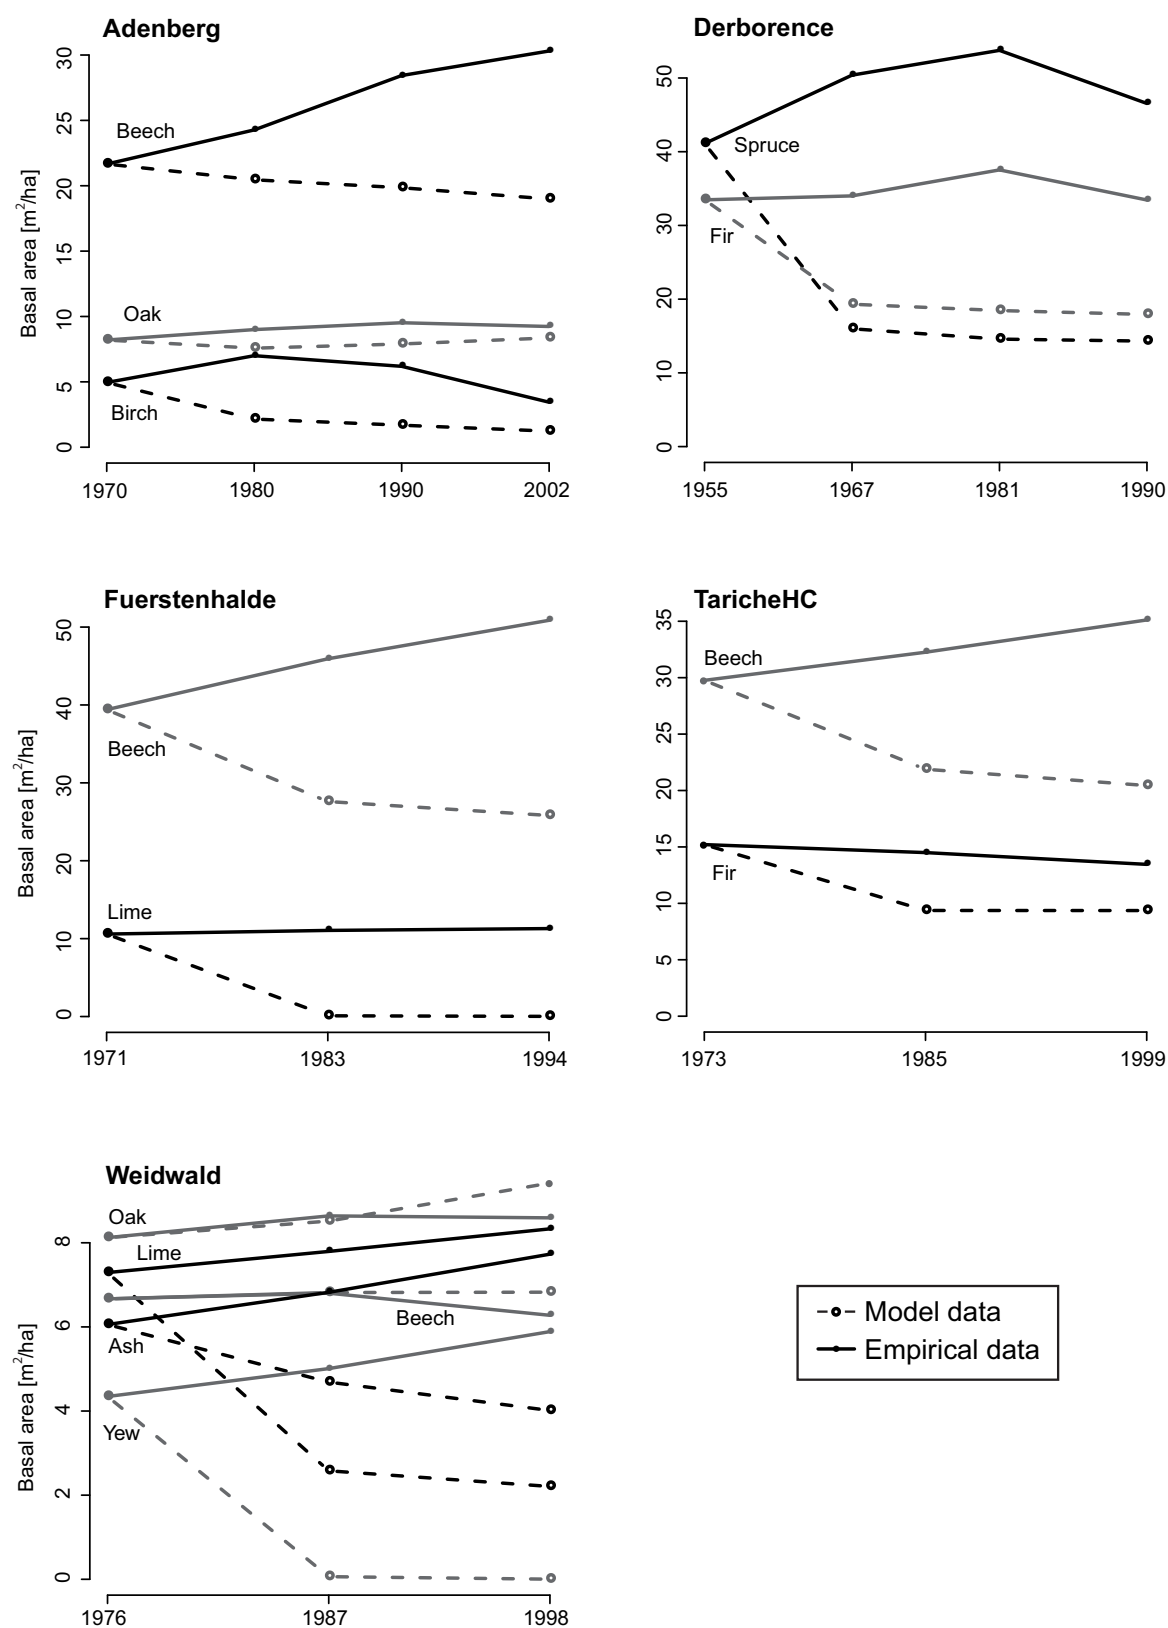 Adenberg
Basal area [m²/ha]
0 5 10 15 20 25 30
Beech
Oak
Birch
1970 1980 1990 2002
Derborence
0 10 20 30 40 50
Spruce
Fir
1955 1967 1981 1990
Fuerstenhalde
Basal area [m²/ha]
0 10 20 30 40 50
Beech
Lime
1971 1983 1994
TaricheHC
0 5 10 15 20 25 30 35
Beech
Fir
1973 1985 1999
Weidwald
Basal area [m²/ha]
0 2 4 6 8
Oak
Lime
Beech
Ash
Yew
1976 1987 1998
Model data
Empirical data